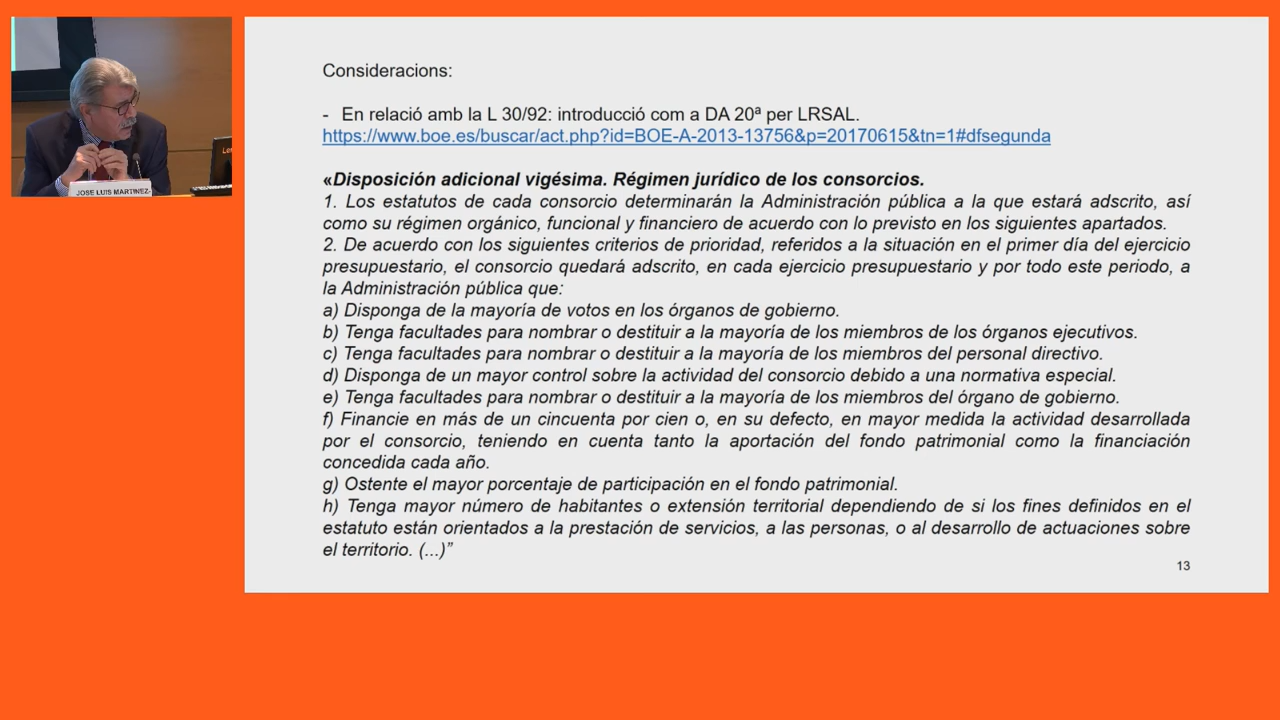 Consideracions:
- En relació amb la L 30/92: introducció com a DA 20ª per LRSAL.
https://www.boe.es/buscar/act.php?id=BOE-A-2013-13756&p=20170615&tn=1#dfsegunda
«Disposición adicional vigésima. Régimen jurídico de los consorcios.
1. Los estatutos de cada consorcio determinarán la Administración pública a la que estará adscrito, así
como su régimen orgánico, funcional y financiero de acuerdo con lo previsto en los siguientes apartados.
2. De acuerdo con los siguientes criterios de prioridad, referidos a la situación en el primer día del ejercicio
presupuestario, el consorcio quedará adscrito, en cada ejercicio presupuestario y por todo este periodo, a
la Administración pública que:
a) Disponga de la mayoría de votos en los órganos de gobierno.
b) Tenga facultades para nombrar o destituir a la mayoría de los miembros de los órganos ejecutivos.
c) Tenga facultades para nombrar o destituir a la mayoría de los miembros del personal directivo.
d) Disponga de un mayor control sobre la actividad del consorcio debido a una normativa especial.
e) Tenga facultades para nombrar o destituir a la mayoría de los miembros del órgano de gobierno.
f) Financie en más de un cincuenta por cien o, en su defecto, en mayor medida la actividad desarrollada
por el consorcio, teniendo en cuenta tanto la aportación del fondo patrimonial como la financiación
concedida cada año.
g) Ostente el mayor porcentaje de participación en el fondo patrimonial.
h) Tenga mayor número de habitantes o extensión territorial dependiendo de si los fines definidos en el
estatuto están orientados a la prestación de servicios, a las personas, o al desarrollo de actuaciones sobre
el territorio. (...)”
13
JOSE LUIS MARTINEZ-